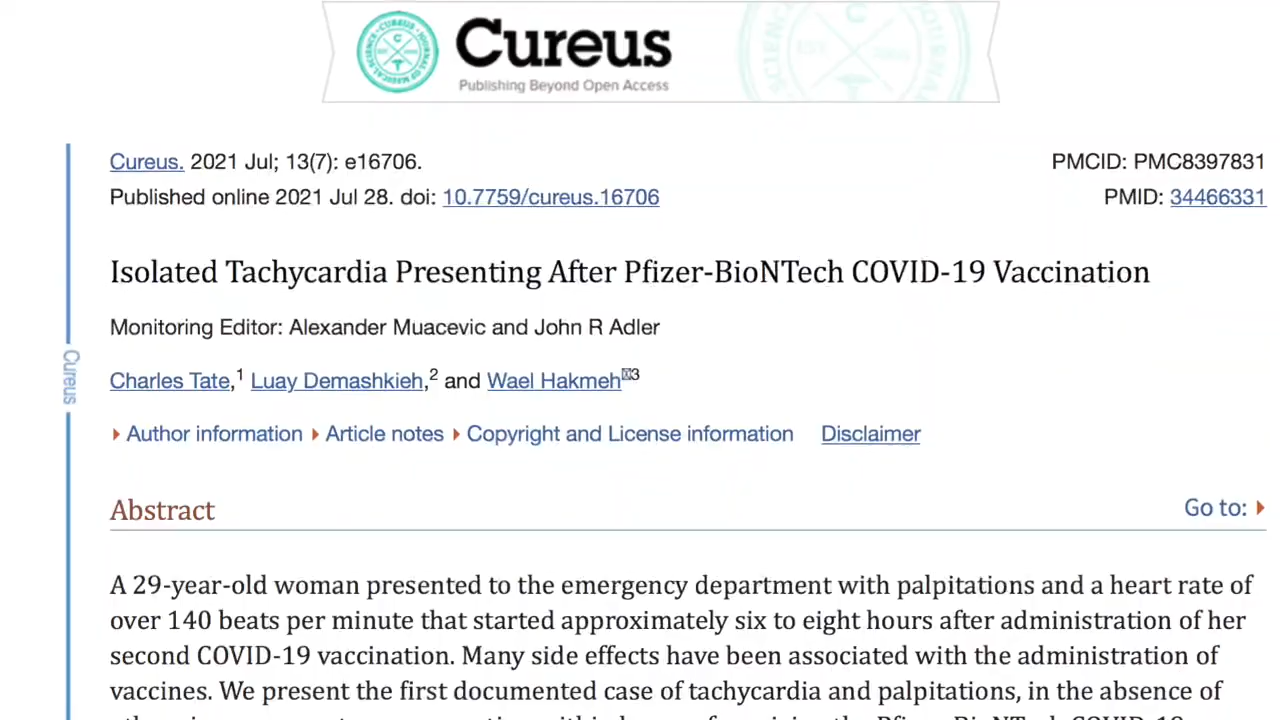 Cureus
Publishing Beyond Open Access
Cureus. 2021 Jul; 13(7): e16706.
PMCID: PMC8397831
Published online 2021 Jul 28. doi: 10.7759/cureus.16706
PMID: 34466331
Isolated Tachycardia Presenting After Pfizer-BioNTech COVID-19 Vaccination
Monitoring Editor: Alexander Muacevic and John R Adler
Cureus
Charles Tate,1 Luay Demashkieh,2 and Wael Hakmeh3
Author information Article notes Copyright and License information Disclaimer
Abstract
Go to:
A 29-year-old woman presented to the emergency department with palpitations and a heart rate of
over 140 beats per minute that started approximately six to eight hours after administration of her
second COVID-19 vaccination. Many side effects have been associated with the administration of
vaccines. We present the first documented case of tachycardia and palpitations, in the absence of